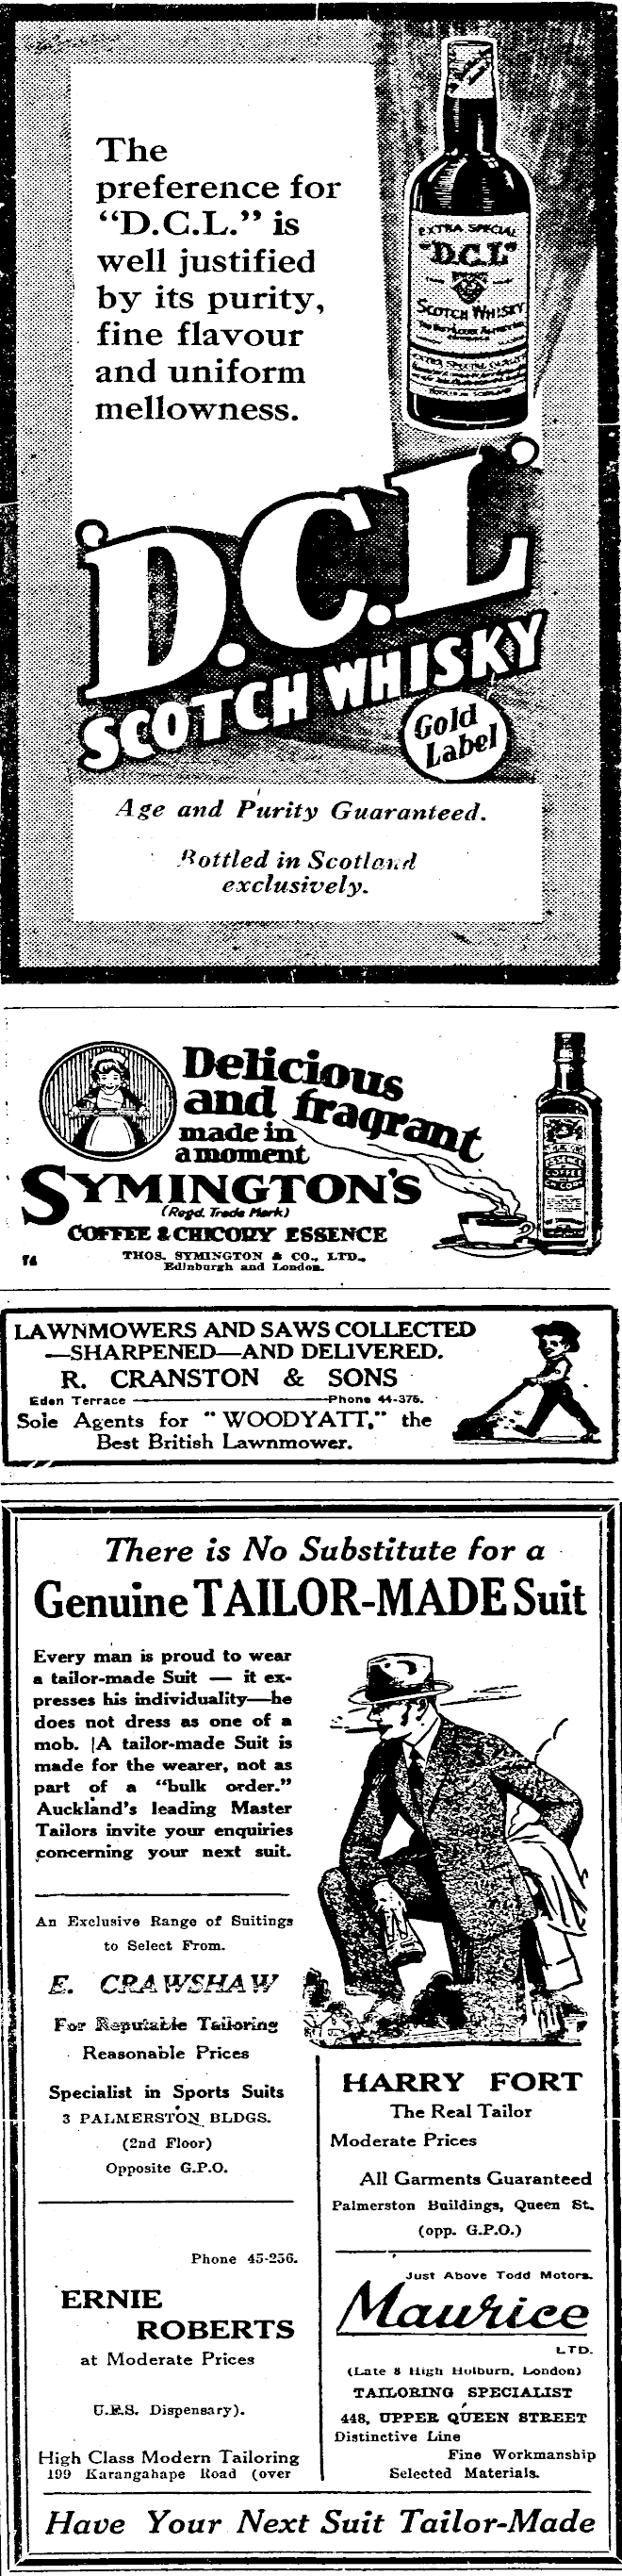 The
preference for
"D.C.L." is
well justified
by its purity,
fine flavour
and uniform
mellowness.
EXTRA SPECIAL
"D.C.L"
SCOTCH WHISKY
"D.C.L."
SCOTCH WHISKY
Gold
Label
Age and Purity Guaranteed.
Bottled in Scotland
exclusively.
Delicious
and fragrant
made in
a moment
SYMINGTON'S
(Regd. Trade Mark)
COFFEE & CHICORY ESSENCE
THOS. SYMINGTON & CO., LTD.,
Edinburgh and London.
74
ESSENCE
COFFEE
LAWNMOWERS AND SAWS COLLECTED
—SHARPENED—AND DELIVERED.
R. CRANSTON & SONS
Eden Terrace ——— Phone 44-375.
Sole Agents for "WOODYATT," the
Best British Lawnmower.
There is No Substitute for a
Genuine TAILOR-MADE Suit
Every man is proud to wear
a tailor-made Suit — it ex-
presses his individuality—he
does not dress as one of a
mob. A tailor-made Suit is
made for the wearer, not as
part of a "bulk order."
Auckland's leading Master
Tailors invite your enquiries
concerning your next suit.
An Exclusive Range of Suitings
to Select From.
E. CRAWSHAW
For Reputable Tailoring
Reasonable Prices
Specialist in Sports Suits
3 PALMERSTON BLDGS.
(2nd Floor)
Opposite G.P.O.
Phone 45-256.
ERNIE
ROBERTS
at Moderate Prices
U.F.S. Dispensary).
High Class Modern Tailoring
199 Karangahape Road (over
HARRY FORT
The Real Tailor
Moderate Prices
All Garments Guaranteed
Palmerston Buildings, Queen St.
(opp. G.P.O.)
Just Above Todd Motors.
Maurice
LTD.
(Late 8 High Holburn, London)
TAILORING SPECIALIST
448, UPPER QUEEN STREET
Distinctive Line
Fine Workmanship
Selected Materials.
Have Your Next Suit Tailor-Made